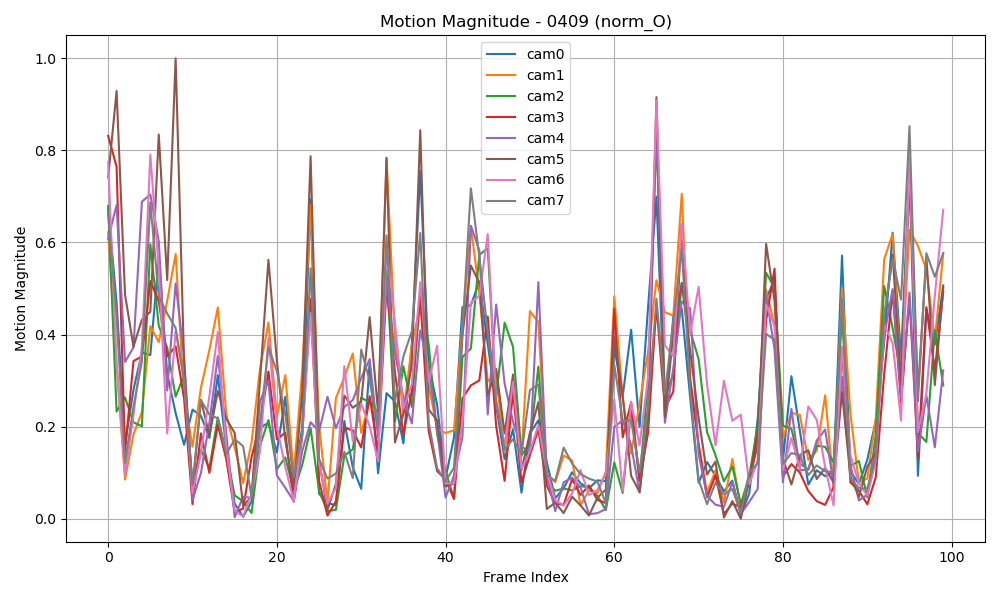 Motion Magnitude - 0409 (norm_O)
Motion Magnitude
1.0
0.8
0.6
0.4
0.2
0.0
cam0
cam1
cam2
cam3
cam4
cam5
cam6
cam7
0 20 40 60 80 100
Frame Index